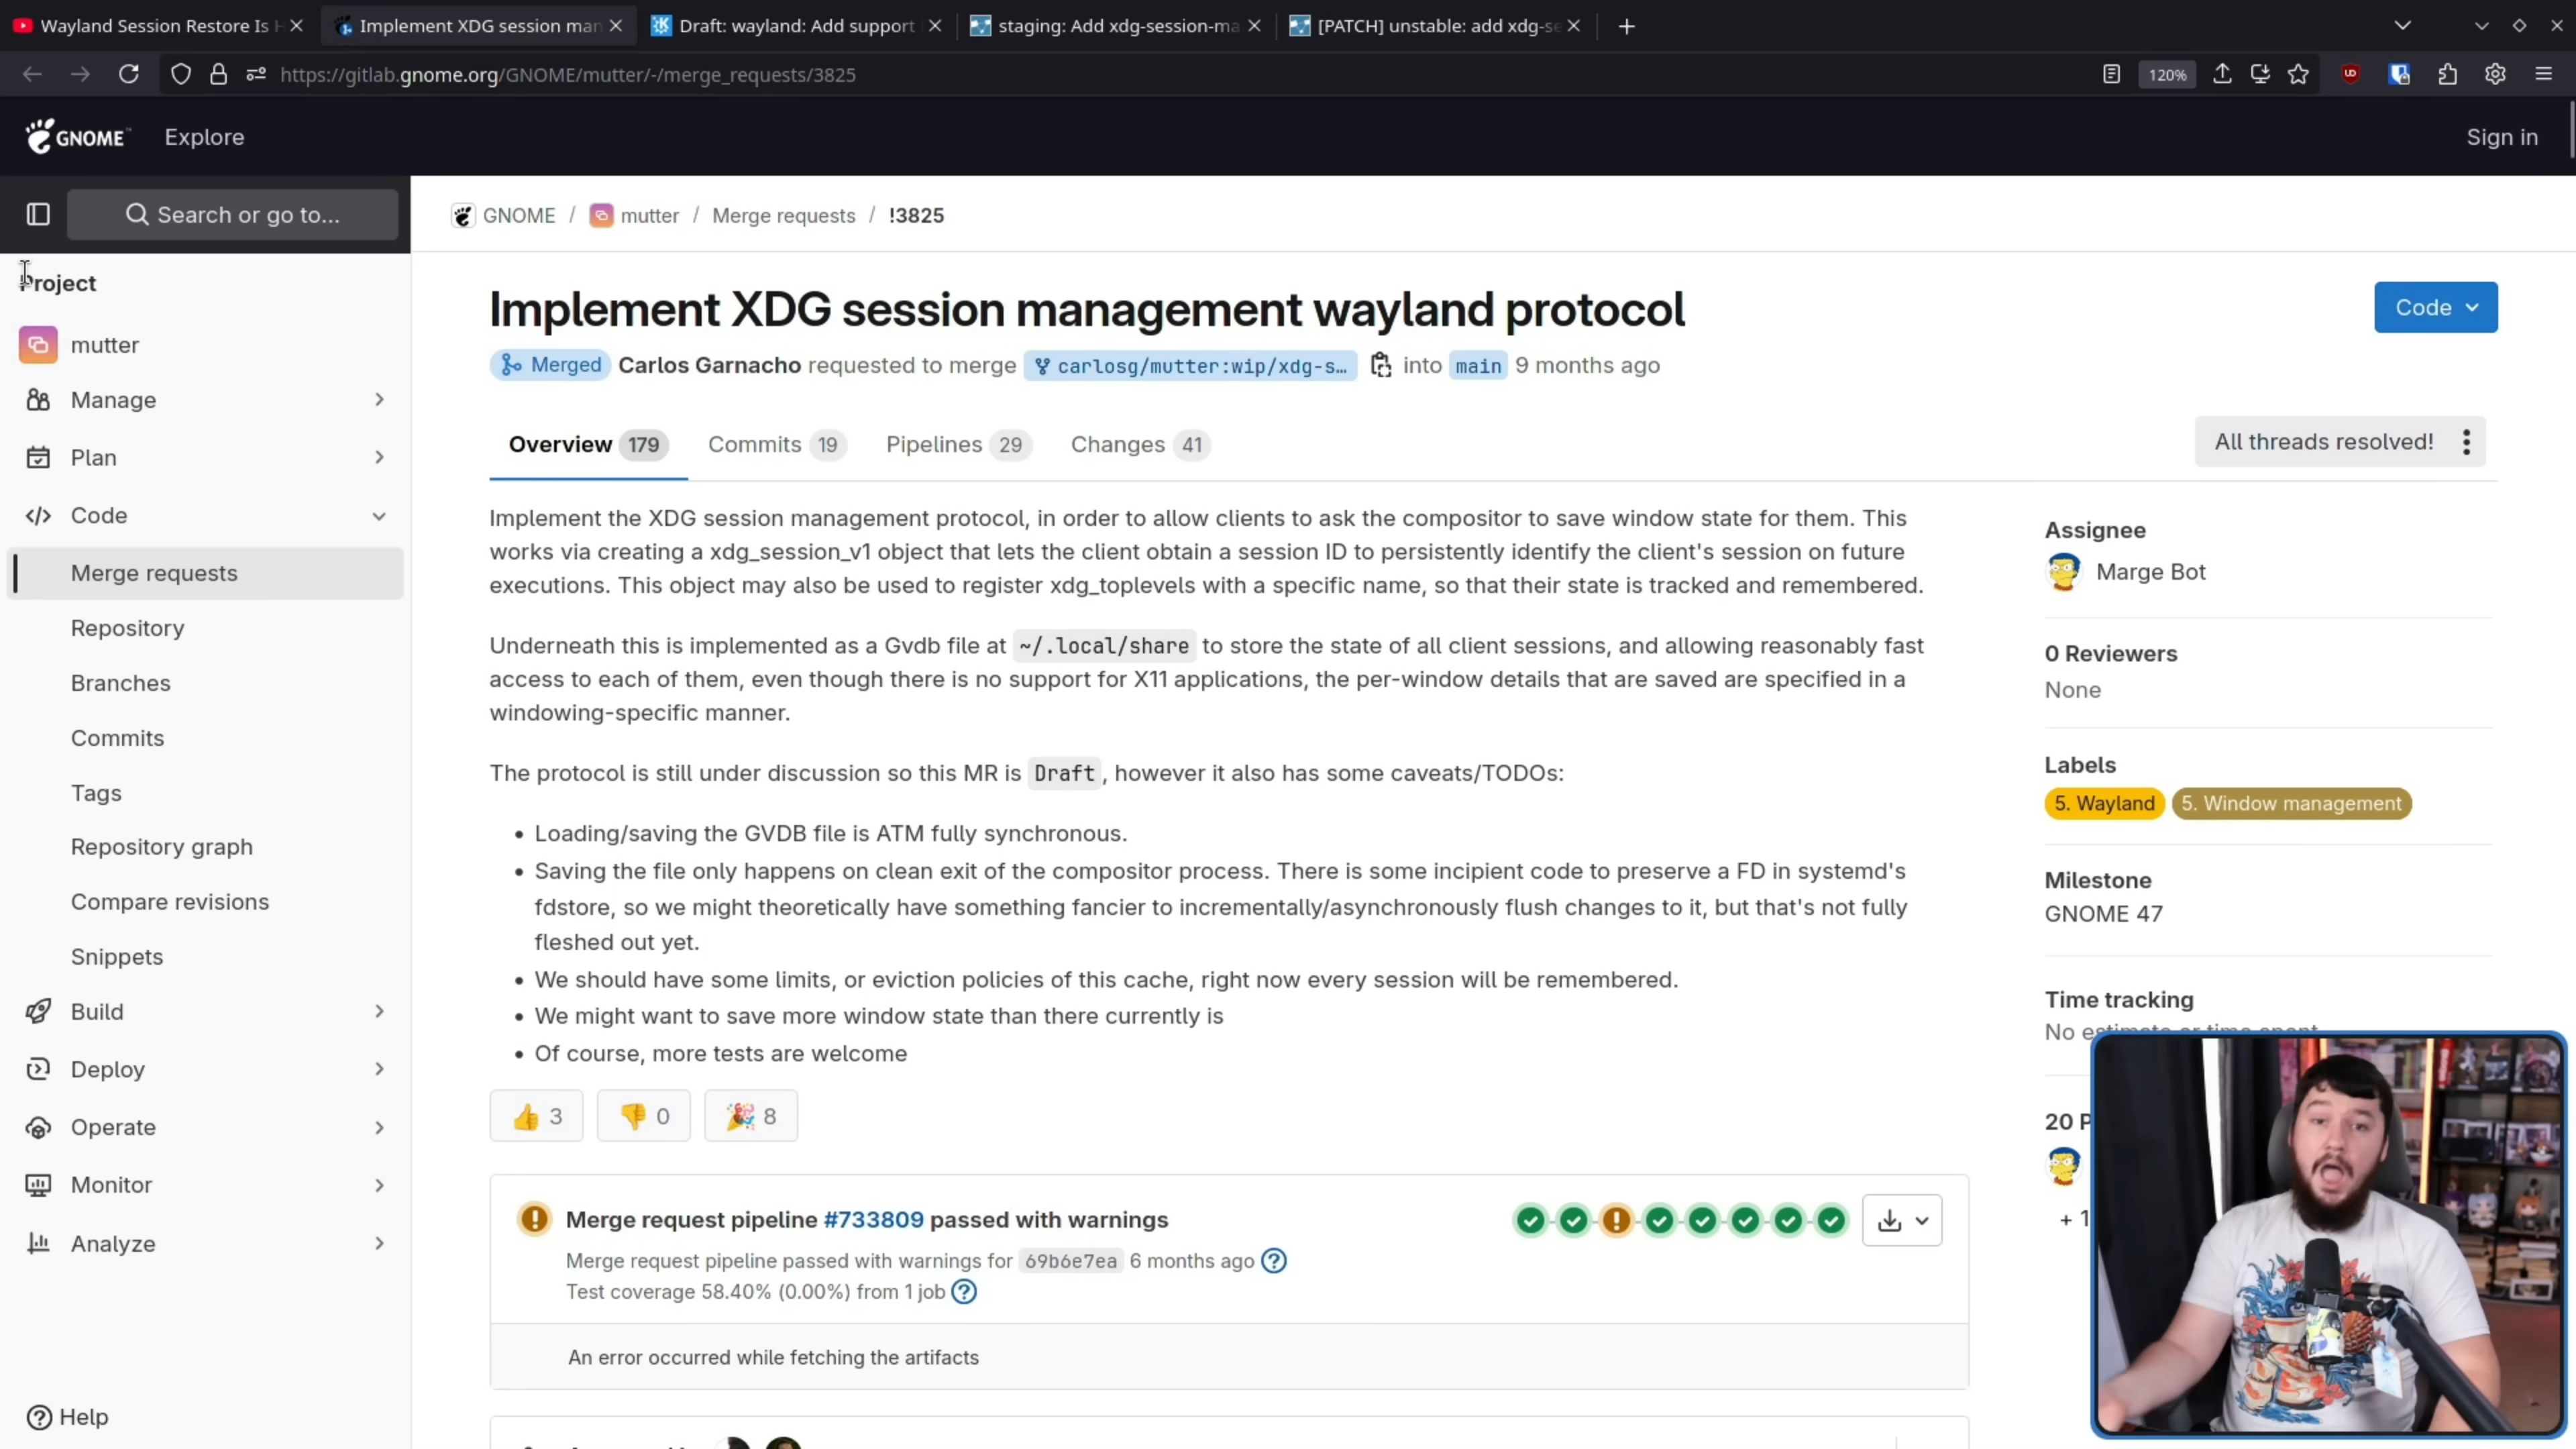 Wayland Session Restore Is H
Implement XDG session man
Draft: wayland: Add support
staging: Add xdg-session-ma
[PATCH] unstable: add xdg-se
https://gitlab.gnome.org/GNOME/mutter/-/merge_requests/3825
120%
GNOME
Explore
Sign in
Search or go to...
GNOME / mutter / Merge requests / !3825
Project
mutter
Manage
Plan
Code
Merge requests
Repository
Branches
Commits
Tags
Repository graph
Compare revisions
Snippets
Build
Deploy
Operate
Monitor
Analyze
Help
Implement XDG session management wayland protocol
Code
Merged Carlos Garnacho requested to merge carlosg/mutter:wip/xdg-s… into main 9 months ago
Overview 179 Commits 19 Pipelines 29 Changes 41
All threads resolved!
Implement the XDG session management protocol, in order to allow clients to ask the compositor to save window state for them. This
works via creating a xdg_session_v1 object that lets the client obtain a session ID to persistently identify the client's session on future
executions. This object may also be used to register xdg_toplevels with a specific name, so that their state is tracked and remembered.
Underneath this is implemented as a Gvdb file at ~/.local/share to store the state of all client sessions, and allowing reasonably fast
access to each of them, even though there is no support for X11 applications, the per-window details that are saved are specified in a
windowing-specific manner.
The protocol is still under discussion so this MR is Draft, however it also has some caveats/TODOs:
• Loading/saving the GVDB file is ATM fully synchronous.
• Saving the file only happens on clean exit of the compositor process. There is some incipient code to preserve a FD in systemd's
fdstore, so we might theoretically have something fancier to incrementally/asynchronously flush changes to it, but that's not fully
fleshed out yet.
• We should have some limits, or eviction policies of this cache, right now every session will be remembered.
• We might want to save more window state than there currently is
• Of course, more tests are welcome
👍 3 👎 0 🎉 8
Merge request pipeline #733809 passed with warnings
Merge request pipeline passed with warnings for 69b6e7ea 6 months ago
Test coverage 58.40% (0.00%) from 1 job
An error occurred while fetching the artifacts
Assignee
Marge Bot
0 Reviewers
None
Labels
5. Wayland 5. Window management
Milestone
GNOME 47
Time tracking
No estimate or time spent
20 P
+ 1